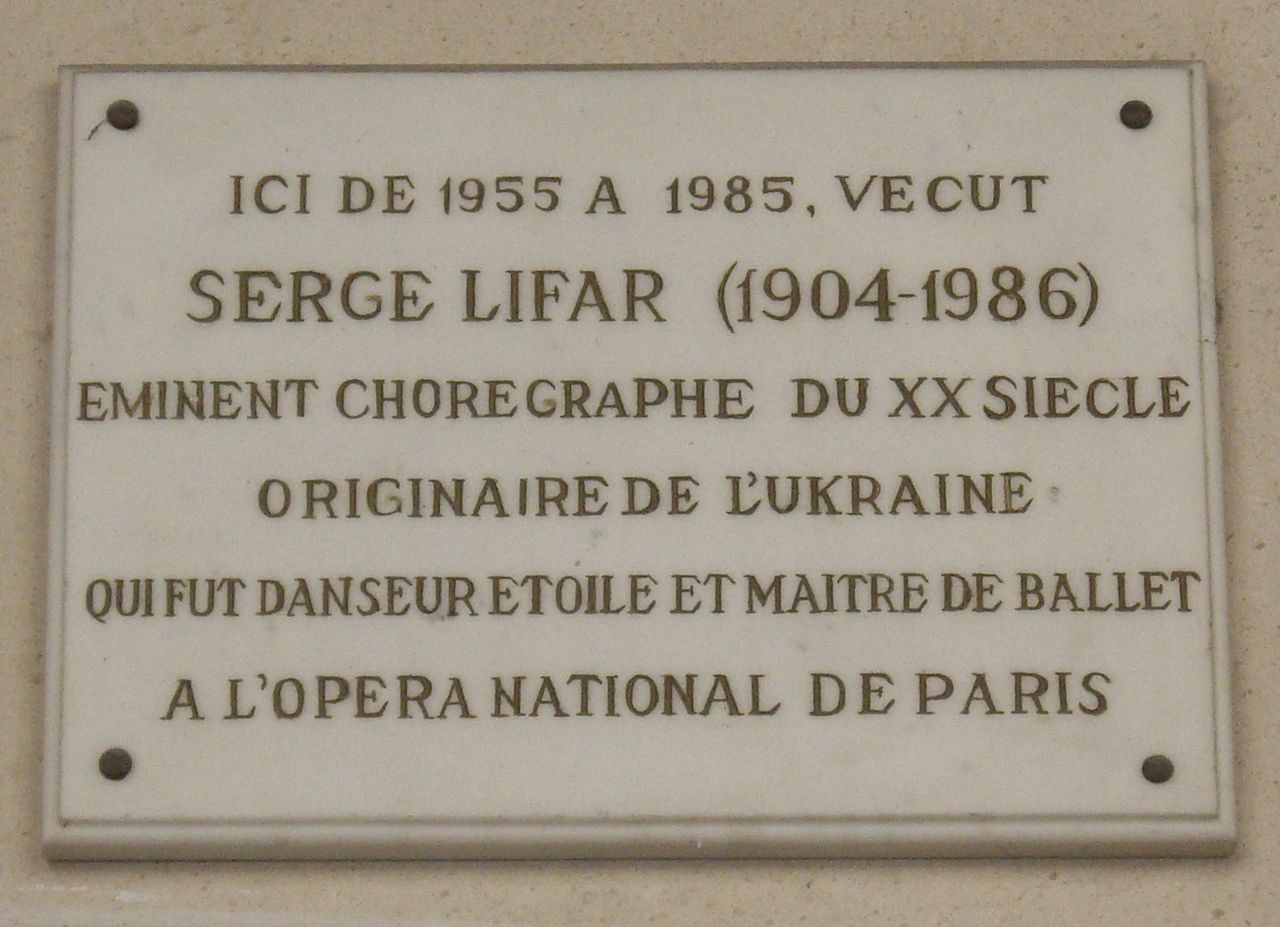 ICI DE 1955 A 1985, VECUT
SERGE LIFAR (1904-1986)
EMINENT CHOREGRAPHE DU XX SIECLE
ORIGINAIRE DE L'UKRAINE
QUI FUT DANSEUR ETOILE ET MAITRE DE BALLET
A L'OPERA NATIONAL DE PARIS